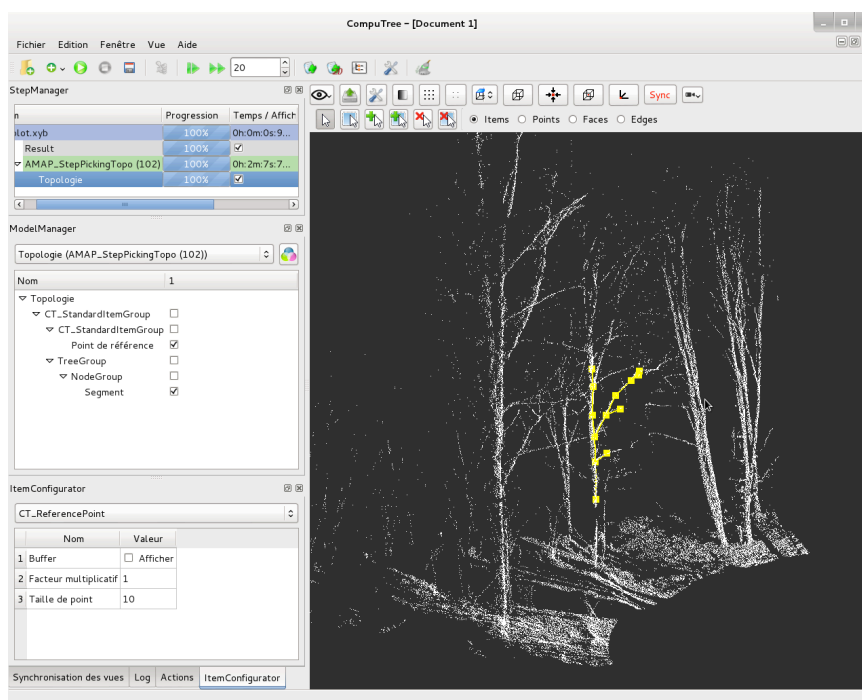 CompuTree – [Document 1]
Fichier Edition Fenêtre Vue Aide
20
StepManager
n Progression Temps / Affich
lot.xyb 100% 0h:0m:0s:9...
Result 100%
AMAP_StepPickingTopo (102) 100% 0h:2m:7s:7...
Topologie 100%
Sync
Items Points Faces Edges
ModelManager
Topologie (AMAP_StepPickingTopo (102))
Nom 1
Topologie
CT_StandardItemGroup
CT_StandardItemGroup
Point de référence
TreeGroup
NodeGroup
Segment
ItemConfigurator
CT_ReferencePoint
Nom Valeur
1 Buffer Afficher
2 Facteur multiplicatif 1
3 Taille de point 10
Synchronisation des vues Log Actions ItemConfigurator